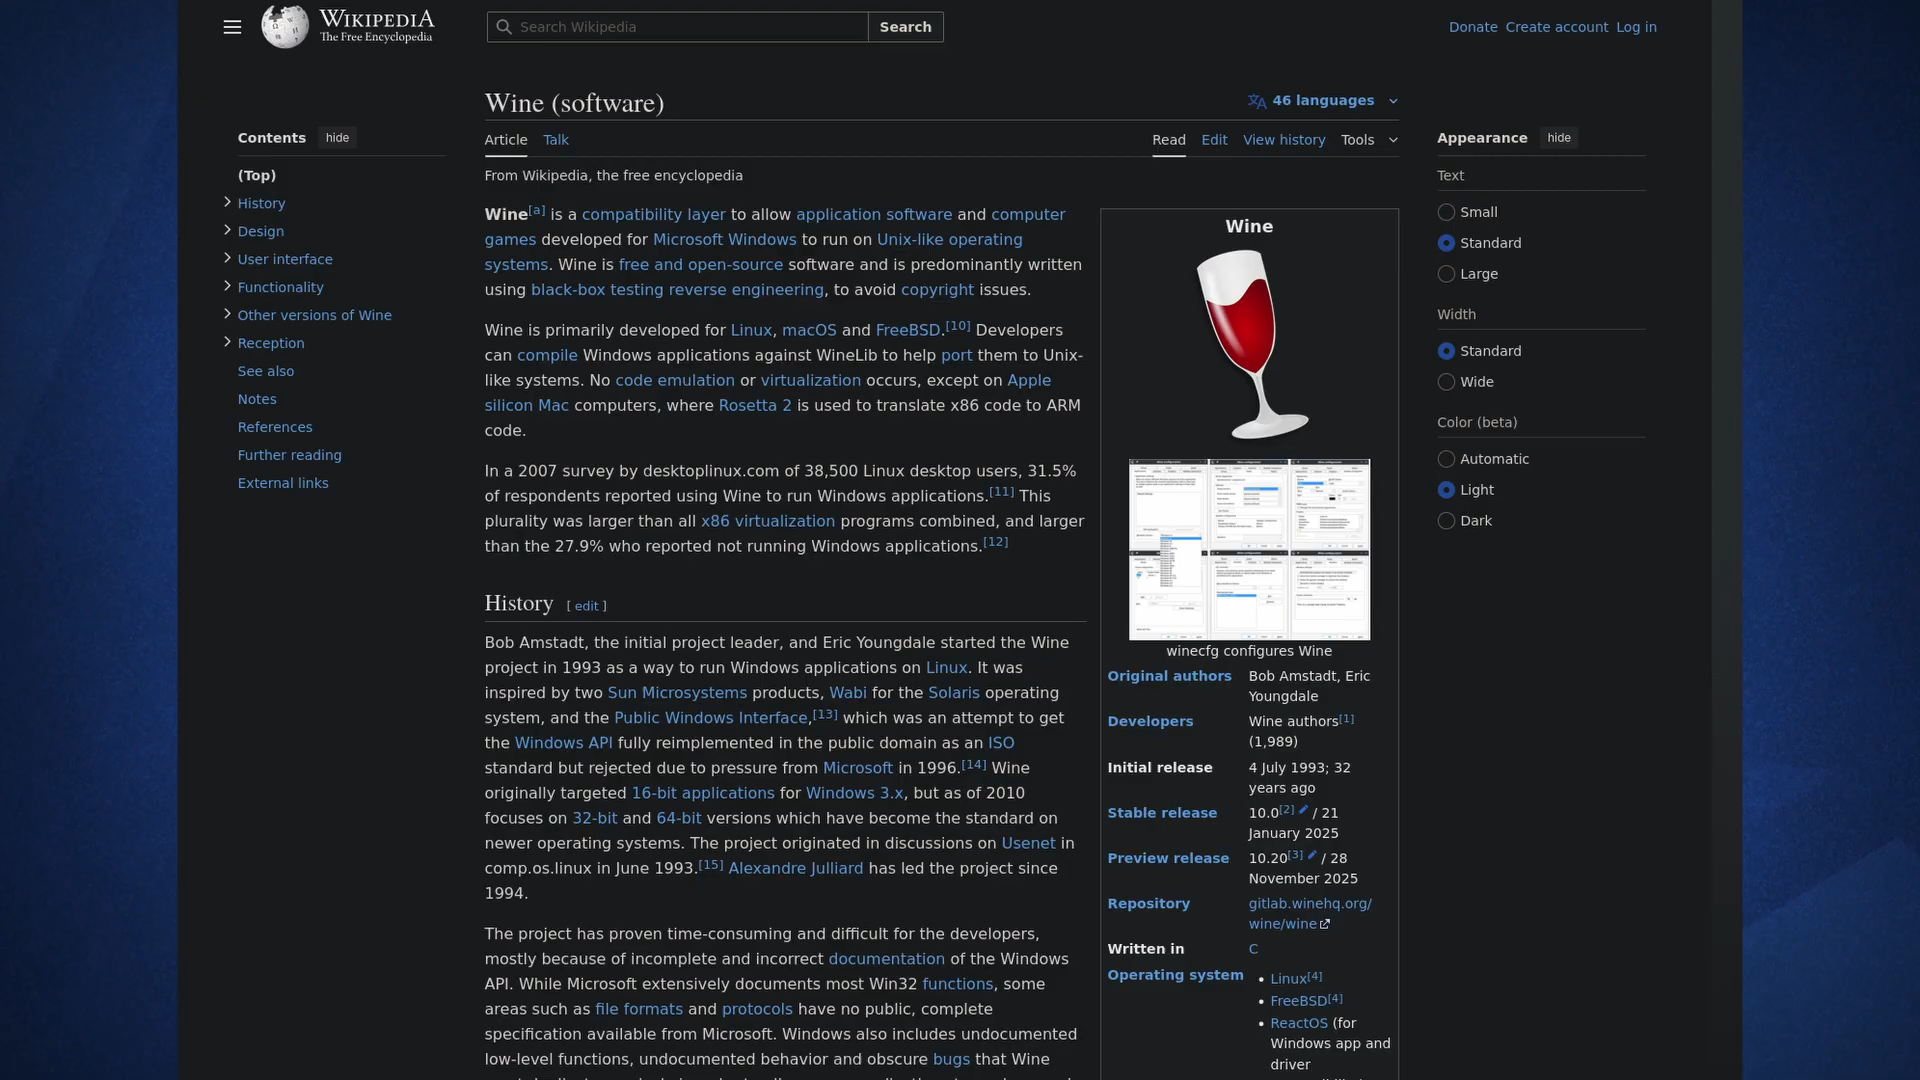 WIKIPEDIA
The Free Encyclopedia
Search Wikipedia
Search
Donate Create account Log in
Wine (software)
46 languages
Contents hide
(Top)
History
Design
User interface
Functionality
Other versions of Wine
Reception
See also
Notes
References
Further reading
External links
Article Talk
Read Edit View history Tools
From Wikipedia, the free encyclopedia
Wine[a] is a compatibility layer to allow application software and computer
games developed for Microsoft Windows to run on Unix-like operating
systems. Wine is free and open-source software and is predominantly written
using black-box testing reverse engineering, to avoid copyright issues.
Wine is primarily developed for Linux, macOS and FreeBSD.[10] Developers
can compile Windows applications against WineLib to help port them to Unix-
like systems. No code emulation or virtualization occurs, except on Apple
silicon Mac computers, where Rosetta 2 is used to translate x86 code to ARM
code.
In a 2007 survey by desktoplinux.com of 38,500 Linux desktop users, 31.5%
of respondents reported using Wine to run Windows applications.[11] This
plurality was larger than all x86 virtualization programs combined, and larger
than the 27.9% who reported not running Windows applications.[12]
History [ edit ]
Bob Amstadt, the initial project leader, and Eric Youngdale started the Wine
project in 1993 as a way to run Windows applications on Linux. It was
inspired by two Sun Microsystems products, Wabi for the Solaris operating
system, and the Public Windows Interface,[13] which was an attempt to get
the Windows API fully reimplemented in the public domain as an ISO
standard but rejected due to pressure from Microsoft in 1996.[14] Wine
originally targeted 16-bit applications for Windows 3.x, but as of 2010
focuses on 32-bit and 64-bit versions which have become the standard on
newer operating systems. The project originated in discussions on Usenet in
comp.os.linux in June 1993.[15] Alexandre Julliard has led the project since
1994.
The project has proven time-consuming and difficult for the developers,
mostly because of incomplete and incorrect documentation of the Windows
API. While Microsoft extensively documents most Win32 functions, some
areas such as file formats and protocols have no public, complete
specification available from Microsoft. Windows also includes undocumented
low-level functions, undocumented behavior and obscure bugs that Wine
Wine
winecfg configures Wine
Original authors Bob Amstadt, Eric
Youngdale
Developers Wine authors[1]
(1,989)
Initial release 4 July 1993; 32
years ago
Stable release 10.0[2] / 21
January 2025
Preview release 10.20[3] / 28
November 2025
Repository gitlab.winehq.org/
wine/wine
Written in C
Operating system • Linux[4]
• FreeBSD[4]
• ReactOS (for
Windows app and
driver
Appearance hide
Text
Small
Standard
Large
Width
Standard
Wide
Color (beta)
Automatic
Light
Dark